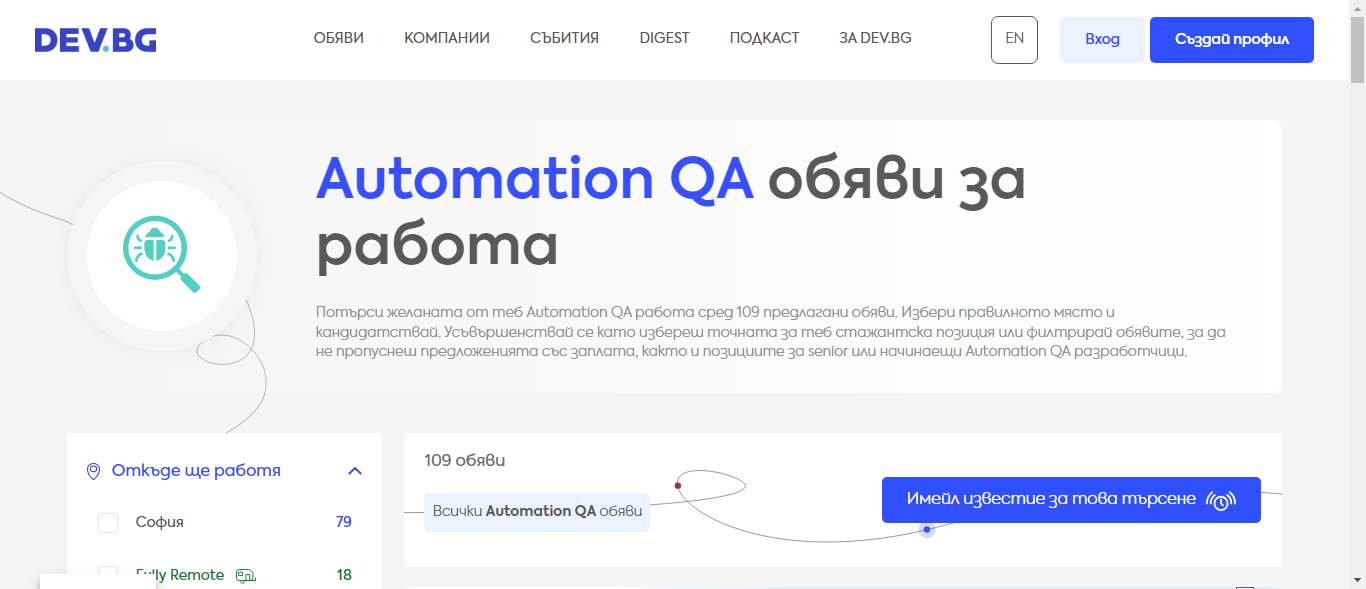 DEV.BG
ОБЯВИ КОМПАНИИ СЪБИТИЯ DIGEST ПОДКАСТ ЗА DEV.BG EN Вход Създай профил
Automation QA обяви за
работа
Потърси желаната от теб Automation QA работа сред 109 предлагани обяви. Избери правилното място и
кандидатствай. Усъвършенствай се като избереш точната за теб стажантска позиция или филтрирай обявите, за да
не пропуснеш предложенията със заплата, както и позициите за senior или начинаещи Automation QA разработчици.
Откъде ще работя
София 79
Fully Remote 18
109 обяви
Всички Automation QA обяви
Имейл известие за това търсене